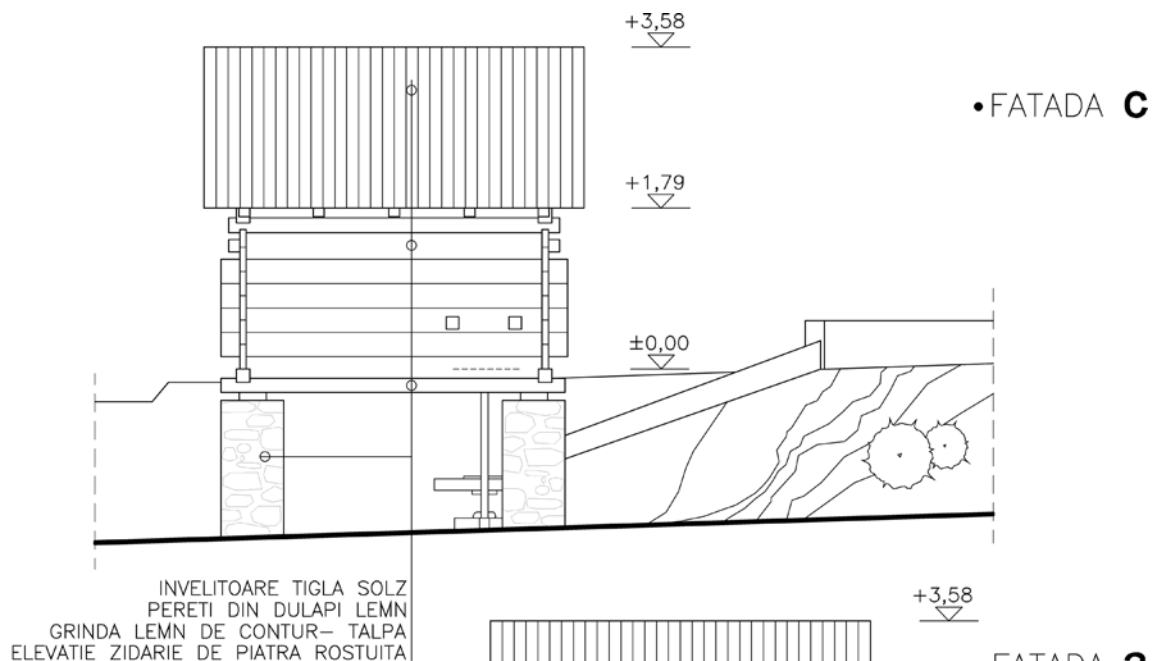 +3,58
• FATADA C
+1,79
±0,00
INVELITOARE TIGLA SOLZ
PERETI DIN DULAPI LEMN
GRINDA LEMN DE CONTUR– TALPA
ELEVATIE ZIDARIE DE PIATRA ROSTUITA
+3,58
FATADA